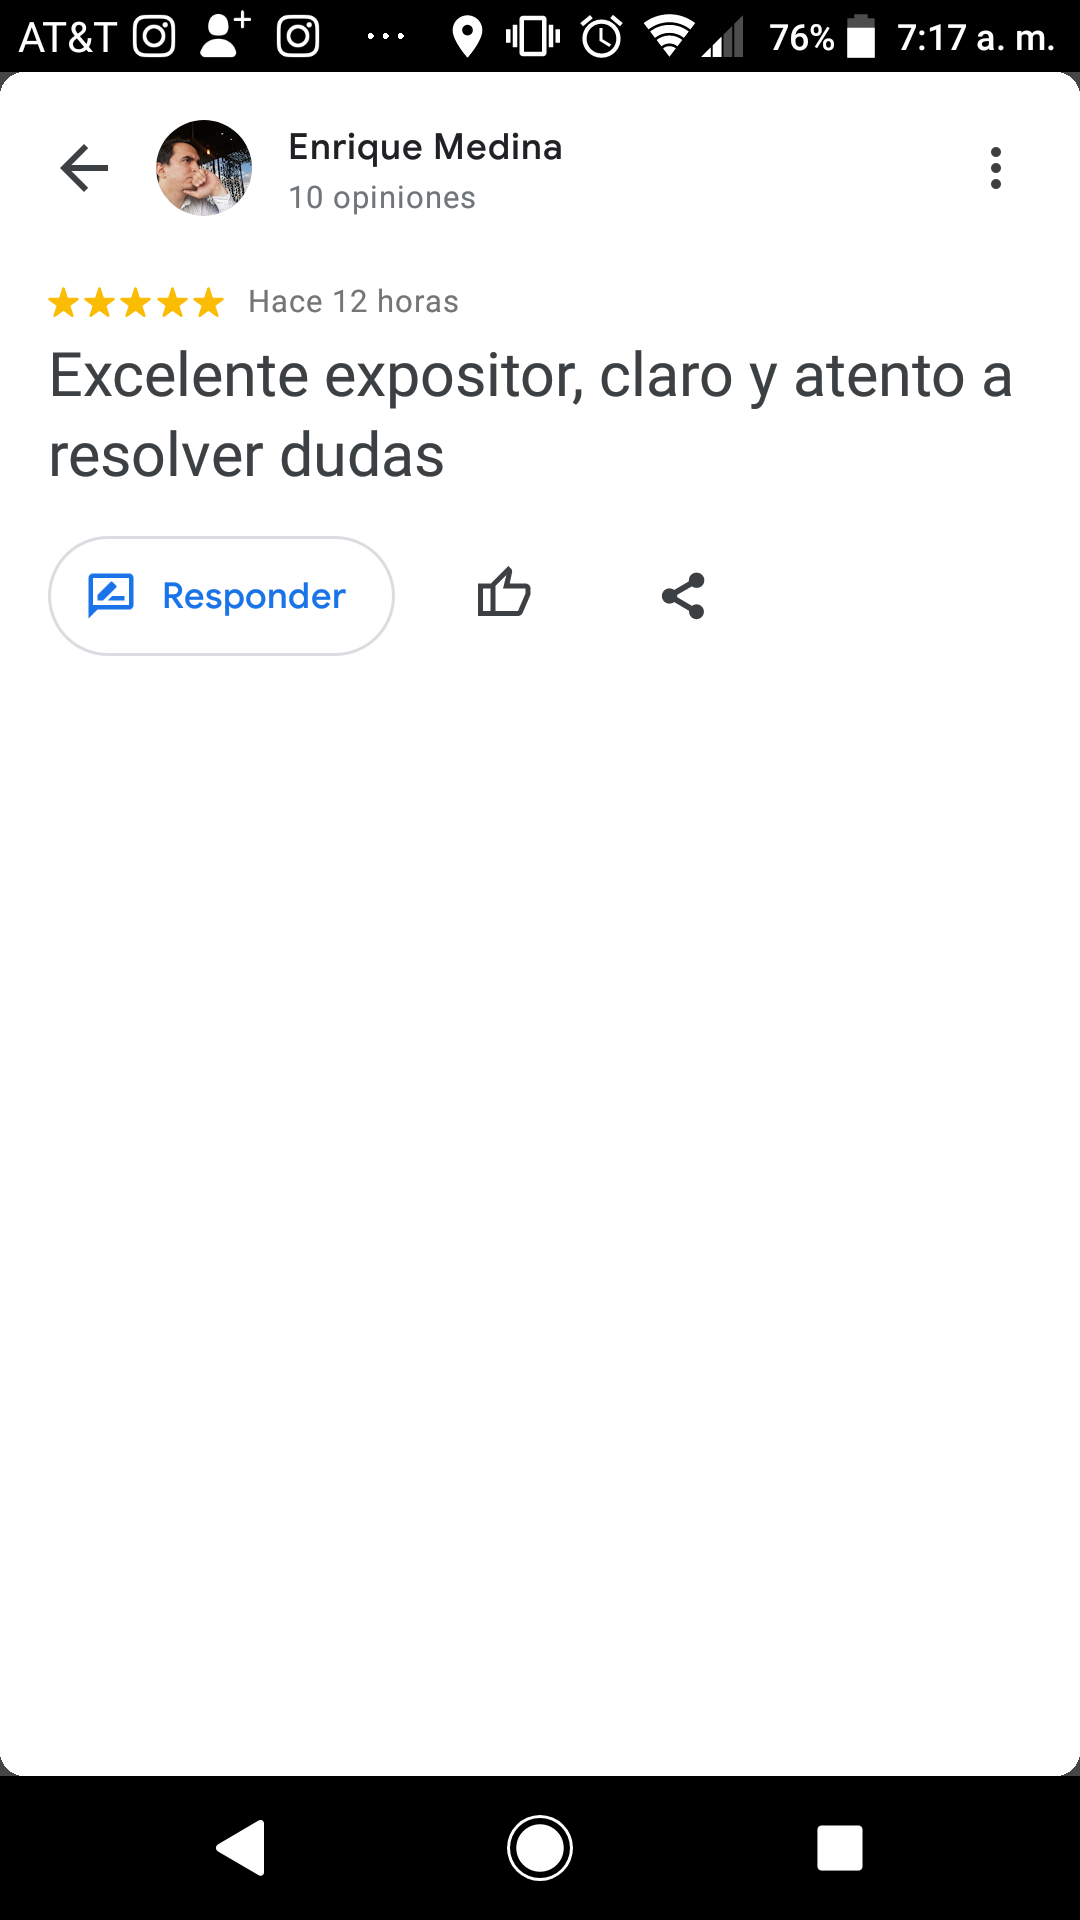 AT&T 76% 7:17 a. m.
Enrique Medina
10 opiniones
Hace 12 horas
Excelente expositor, claro y atento a
resolver dudas
Responder